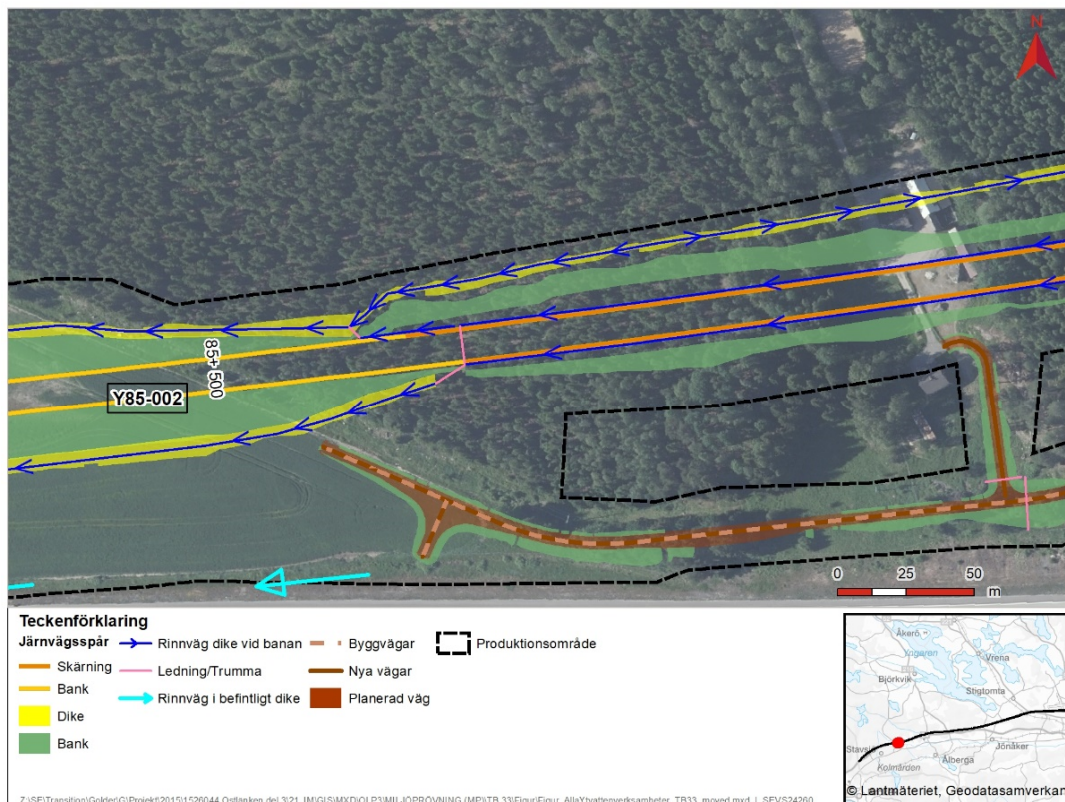 N
85+500
Y85-002
0 25 50
m
Teckenförklaring
Järnvägsspår
Skärning
Bank
Dike
Bank
Rinnväg dike vid banan
Ledning/Trumma
Rinnväg i befintligt dike
Byggvägar
Nya vägar
Planerad väg
Produktionsområde
Åkerö
Yngaren
Vrena
Björkvik
Stigtomta
Stavsjö
Jönåker
Ålberga
Kolmården
© Lantmäteriet, Geodatasamverkan